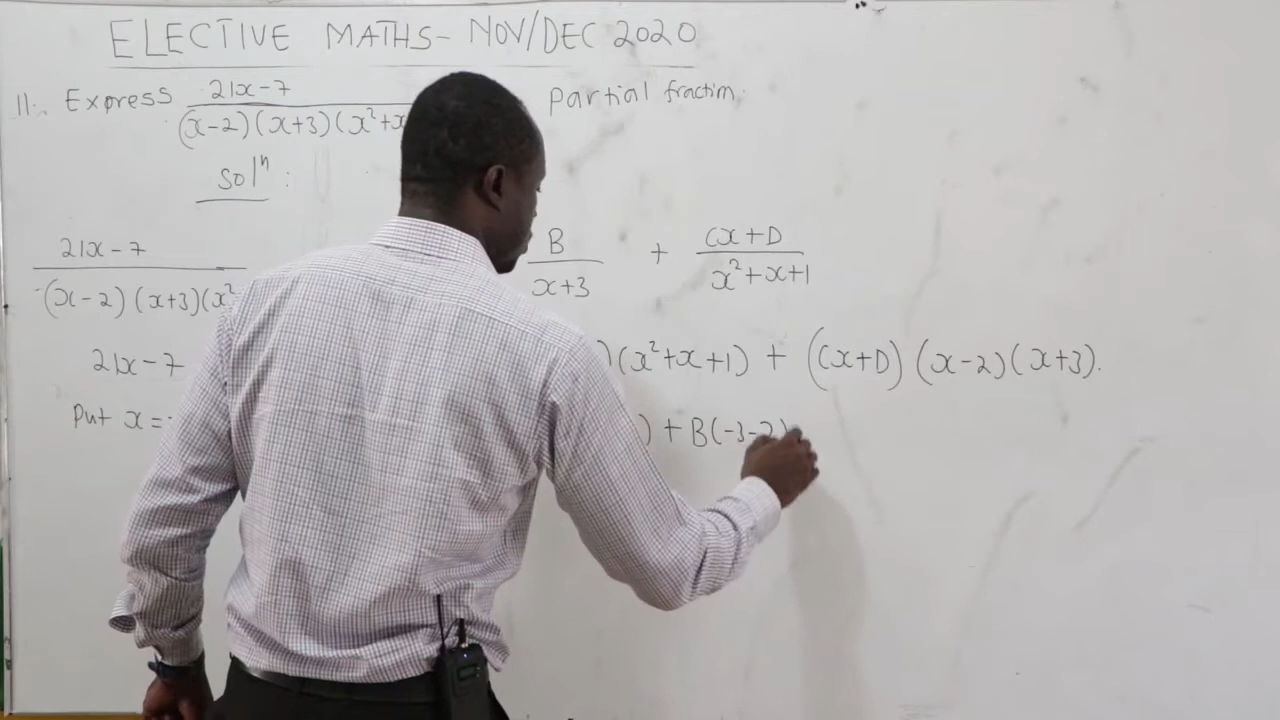 ELECTIVE MATHS- NOV/DEC 2020
11:. Express 21x-7 / (x-2)(x+3)(x²+x Partial fraction.
solⁿ:
21x-7 / (x-2)(x+3)(x² B / x+3 + Cx+D / x²+x+1
21x-7 )(x²+x+1) + (Cx+D)(x-2)(x+3).
Put x=- ) + B(-3-2)